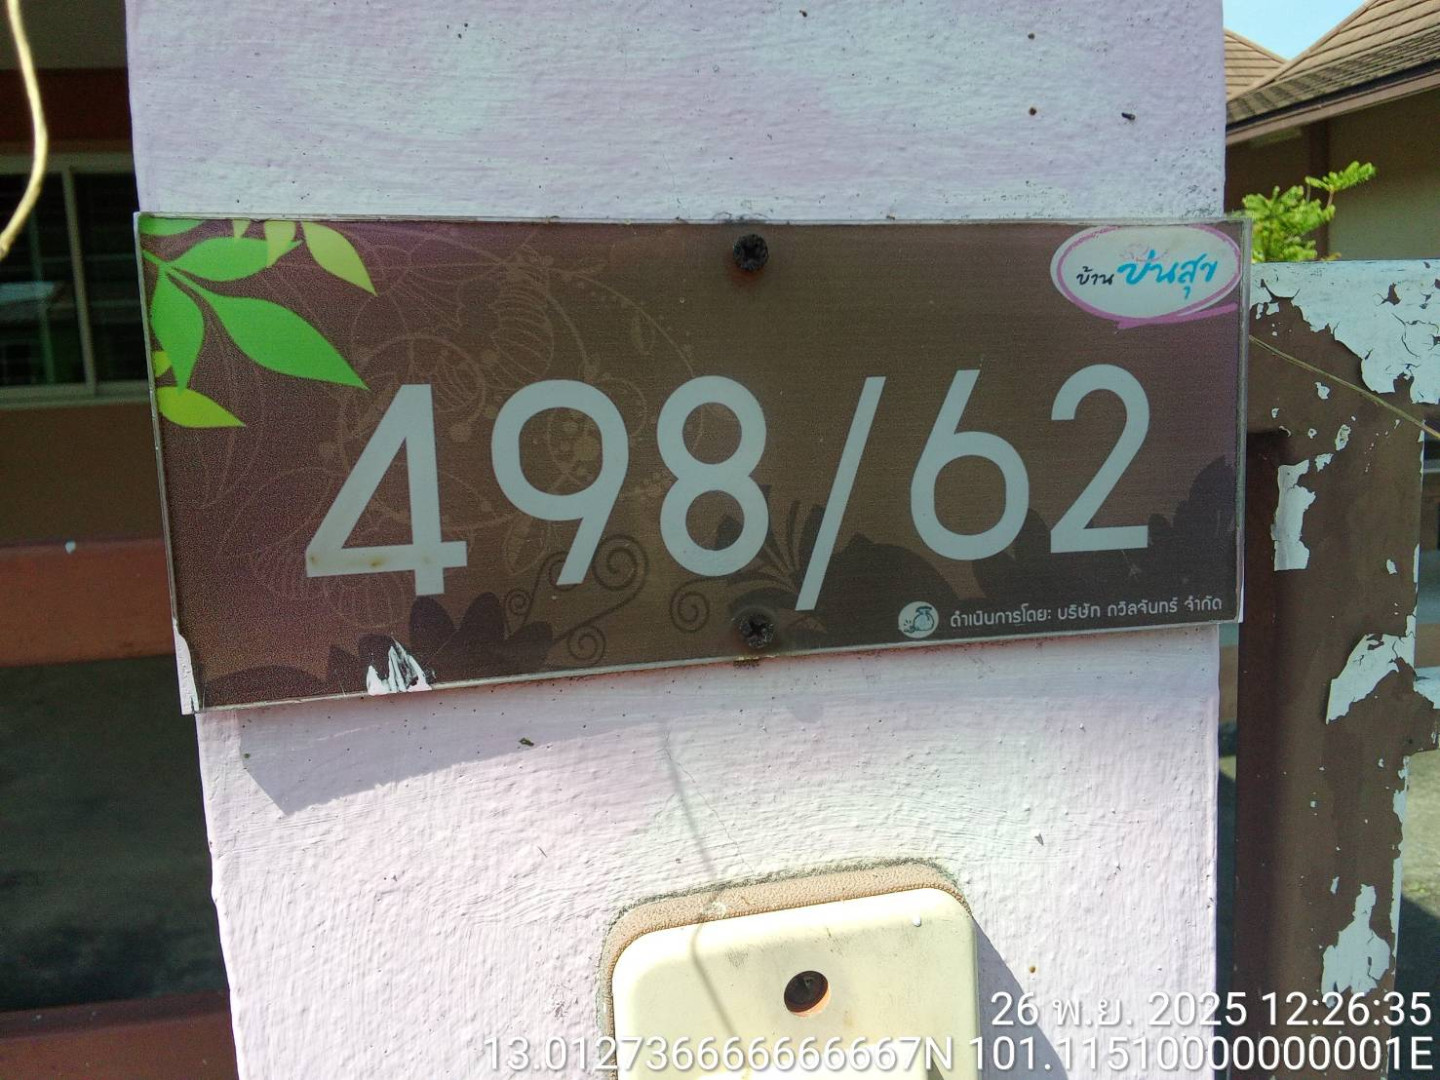 บ้าน ปันสุข
498/62
ดำเนินการโดย: บริษัท ถวิลจันทร์ จำกัด
26 พ.ย. 2025 12:26:35
13.012736666666667N 101.11510000000001E